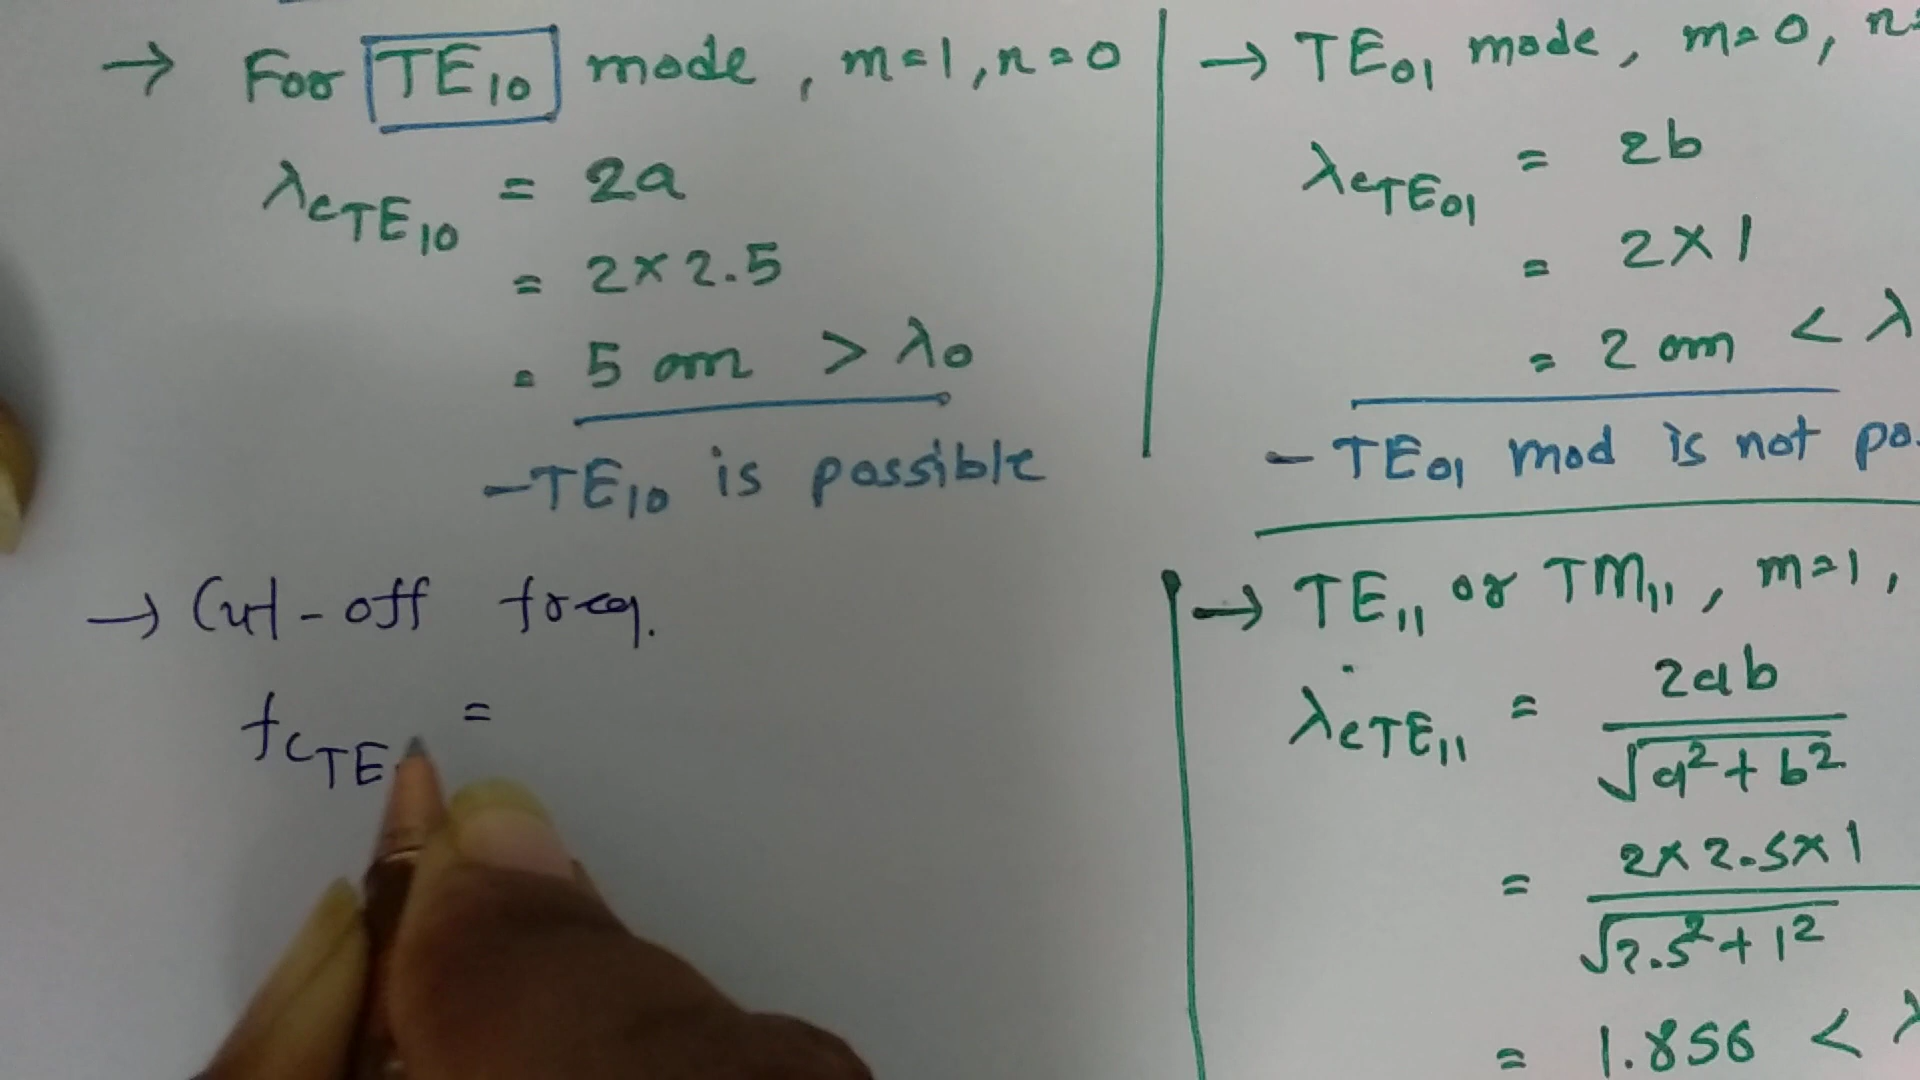 → For TE10 mode, m=1, n=0
λcTE10 = 2a
= 2×2.5
= 5 cm > λ0
- TE10 is possible
→ Cut-off freq.
fcTE =
→ TE01 mode, m=0,
λcTE01 = 2b
= 2×1
= 2 cm < λ
- TE01 mod is not
→ TE11 or TM11, m=1,
λcTE11 = 2ab
√a²+b²
= 2×2.5×1
√2.5²+1²
= 1.856 < λ